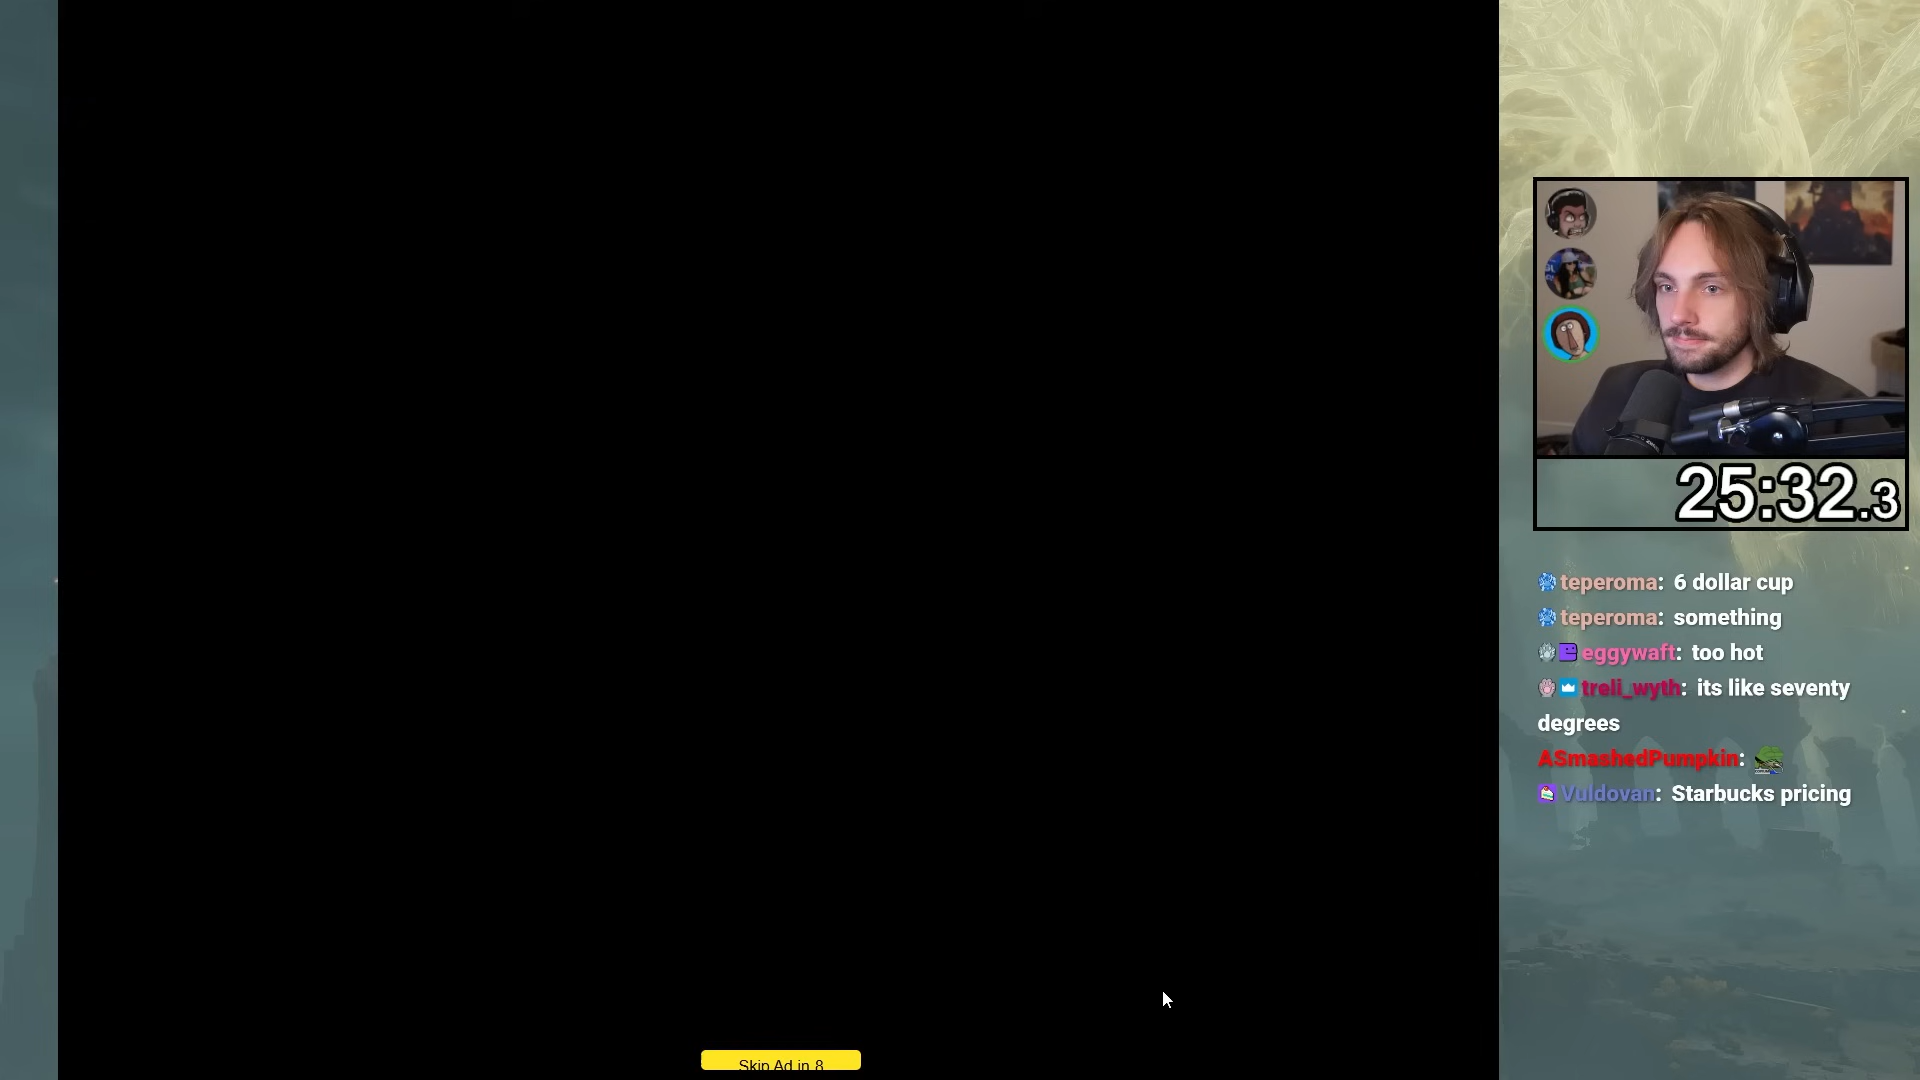 25:32.3
teperoma: 6 dollar cup
teperoma: something
eggywaft: too hot
treli_wyth: its like seventy
degrees
ASmashedPumpkin:
Vuldovan: Starbucks pricing
Skip Ad in 8